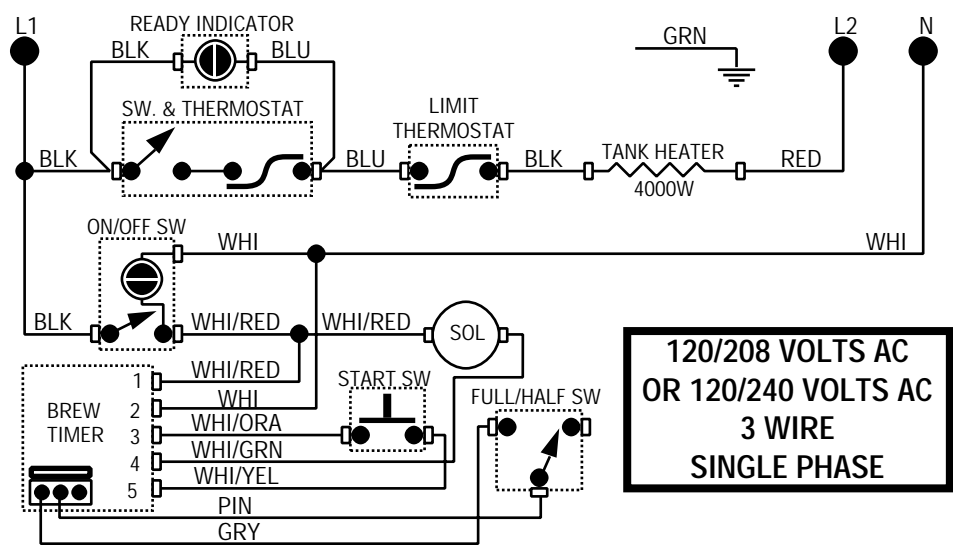 L1
READY INDICATOR
L2
N
GRN
BLK
BLU
SW. & THERMOSTAT
LIMIT
THERMOSTAT
BLK
BLU
BLK
TANK HEATER
4000W
RED
ON/OFF SW
WHI
WHI
BLK
WHI/RED
WHI/RED
SOL
120/208 VOLTS AC
OR 120/240 VOLTS AC
3 WIRE
SINGLE PHASE
BREW
TIMER
1
WHI/RED
2
WHI
3
WHI/ORA
4
WHI/GRN
5
WHI/YEL
START SW
FULL/HALF SW
PIN
GRY